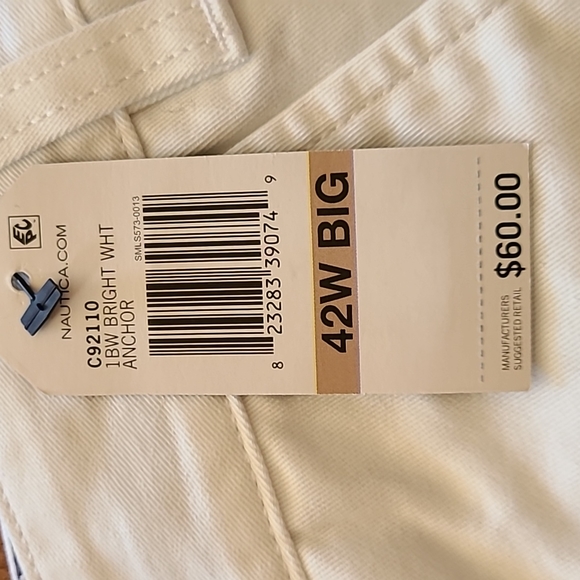 NAUTICA.COM
C92110
1BW BRIGHT WHT
ANCHOR
SMLS573-0013
8 23283 39074 9
42W BIG
MANUFACTURERS
SUGGESTED RETAIL $60.00